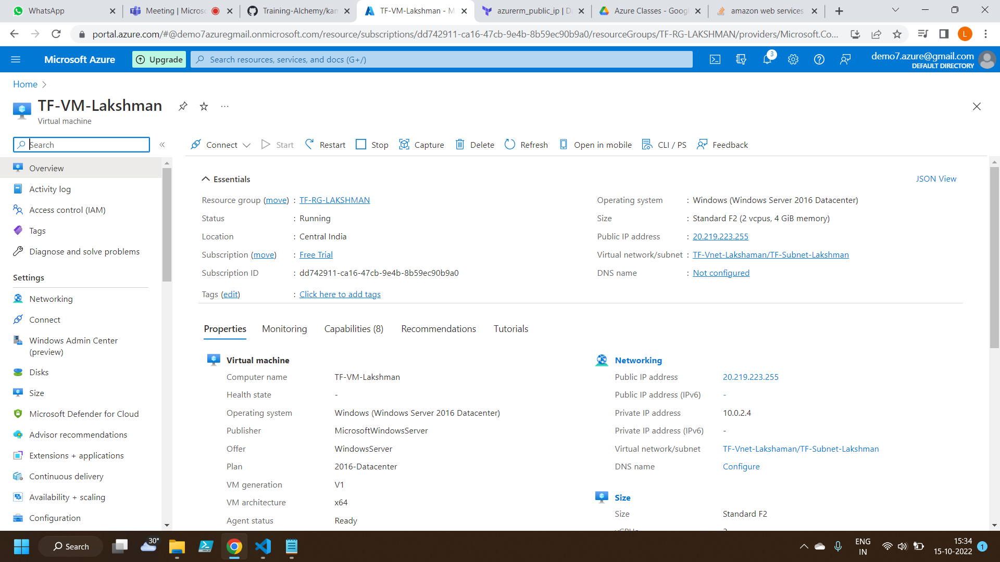 WhatsApp
Meeting | Micros
Training-Alchemy/kam
TF-VM-Lakshman - M
azurerm_public_ip | D
Azure Classes - Goog
amazon web services
portal.azure.com/#@demo7azuregmail.onmicrosoft.com/resource/subscriptions/dd742911-ca16-47cb-9e4b-8b59ec90b9a0/resourceGroups/TF-RG-LAKSHMAN/providers/Microsoft.Co...
L
Microsoft Azure
Upgrade
Search resources, services, and docs (G+/)
3
demo7.azure@gmail.com
DEFAULT DIRECTORY
Home
TF-VM-Lakshman
Virtual machine
Search
Connect
Start
Restart
Stop
Capture
Delete
Refresh
Open in mobile
CLI / PS
Feedback
Overview
Activity log
Access control (IAM)
Tags
Diagnose and solve problems
Settings
Networking
Connect
Windows Admin Center
(preview)
Disks
Size
Microsoft Defender for Cloud
Advisor recommendations
Extensions + applications
Continuous delivery
Availability + scaling
Configuration
Essentials
JSON View
Resource group (move) : TF-RG-LAKSHMAN
Status : Running
Location : Central India
Subscription (move) : Free Trial
Subscription ID : dd742911-ca16-47cb-9e4b-8b59ec90b9a0
Tags (edit) : Click here to add tags
Operating system : Windows (Windows Server 2016 Datacenter)
Size : Standard F2 (2 vcpus, 4 GiB memory)
Public IP address : 20.219.223.255
Virtual network/subnet : TF-Vnet-Lakshaman/TF-Subnet-Lakshman
DNS name : Not configured
Properties
Monitoring
Capabilities (8)
Recommendations
Tutorials
Virtual machine
Computer name TF-VM-Lakshman
Health state -
Operating system Windows (Windows Server 2016 Datacenter)
Publisher MicrosoftWindowsServer
Offer WindowsServer
Plan 2016-Datacenter
VM generation V1
VM architecture x64
Agent status Ready
Networking
Public IP address 20.219.223.255
Public IP address (IPv6) -
Private IP address 10.0.2.4
Private IP address (IPv6) -
Virtual network/subnet TF-Vnet-Lakshaman/TF-Subnet-Lakshman
DNS name Configure
Size
Size Standard F2
vCPUs 2
Search
30°
ENG
IN
15:34
15-10-2022
1